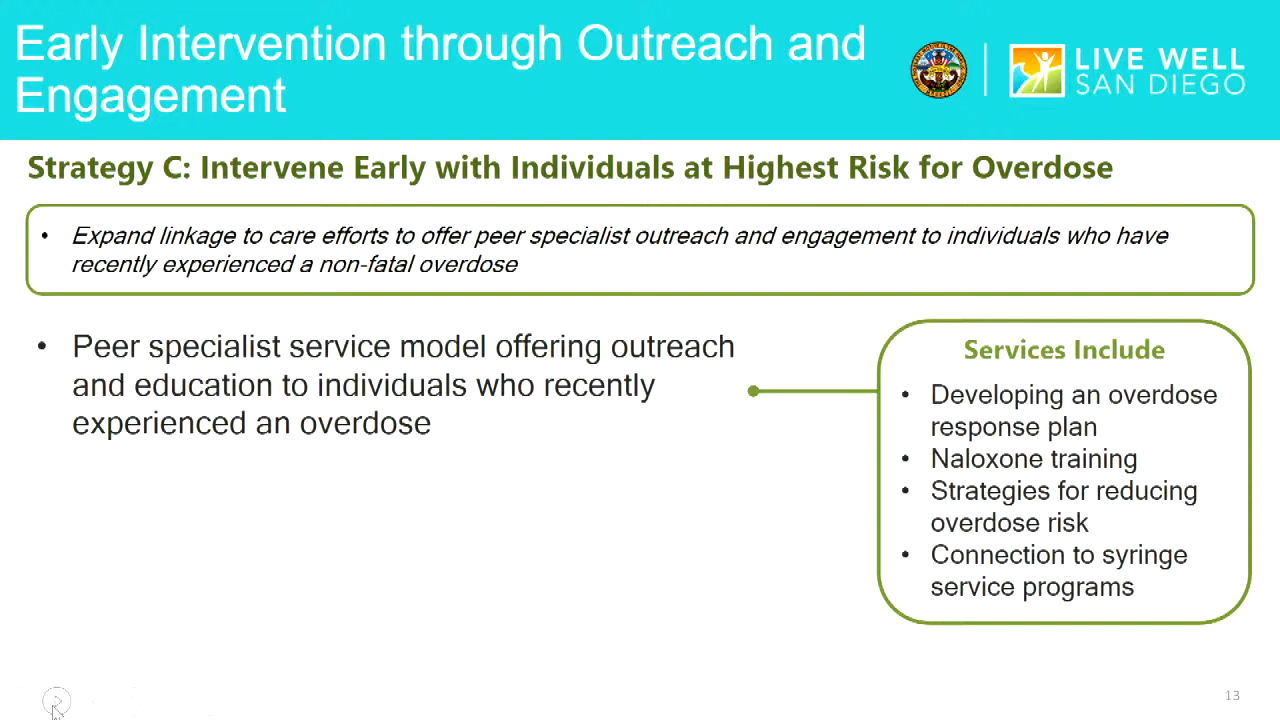 Early Intervention through Outreach and
Engagement
LIVE WELL
SAN DIEGO
Strategy C: Intervene Early with Individuals at Highest Risk for Overdose
• Expand linkage to care efforts to offer peer specialist outreach and engagement to individuals who have
recently experienced a non-fatal overdose
• Peer specialist service model offering outreach
and education to individuals who recently
experienced an overdose
Services Include
• Developing an overdose
response plan
• Naloxone training
• Strategies for reducing
overdose risk
• Connection to syringe
service programs
13